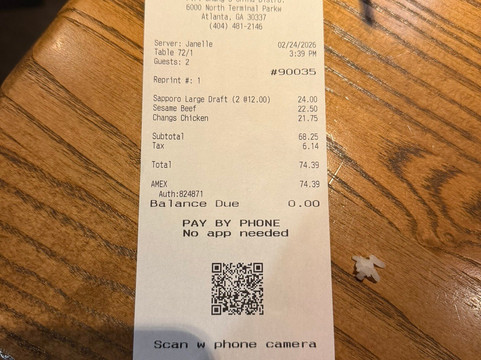 6000 North Terminal Parkw
Atlanta, GA 30337
(404) 481-2146
Server: Janelle 02/24/2026
Table 72/1 3:39 PM
Guests: 2
#90035
Reprint #: 1
Sapporo Large Draft (2 @12.00) 24.00
Sesame Beef 22.50
Changs Chicken 21.75
Subtotal 68.25
Tax 6.14
Total 74.39
AMEX 74.39
Auth:824871
Balance Due 0.00
PAY BY PHONE
No app needed
Scan w phone camera